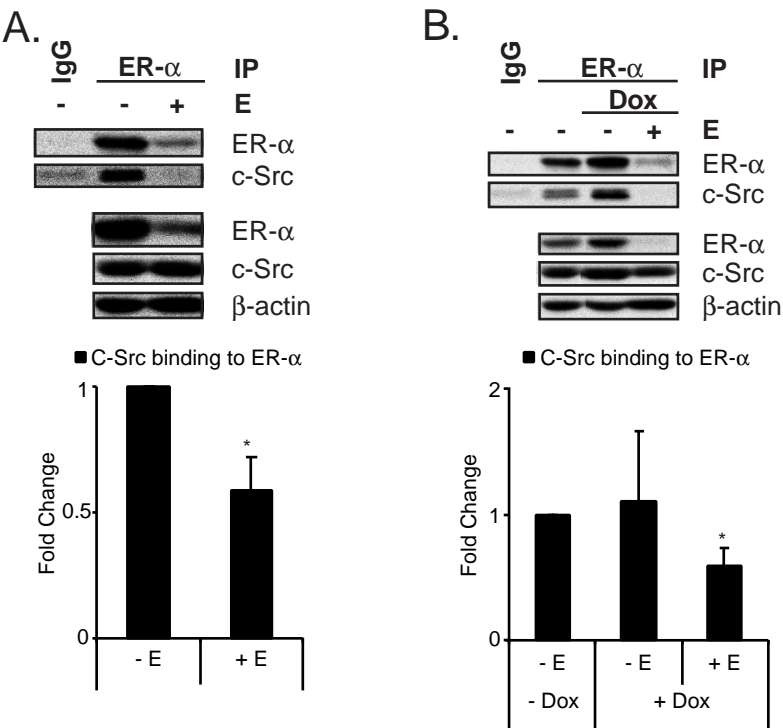 A.
IgG
ER-α IP
- - + E
ER-α
c-Src
ER-α
c-Src
β-actin
C-Src binding to ER-α
Fold Change
1
0.5
0
*
- E + E
B.
IgG
ER-α IP
Dox
- - - + E
ER-α
c-Src
ER-α
c-Src
β-actin
C-Src binding to ER-α
Fold Change
2
1
0
*
- E - E + E
- Dox + Dox